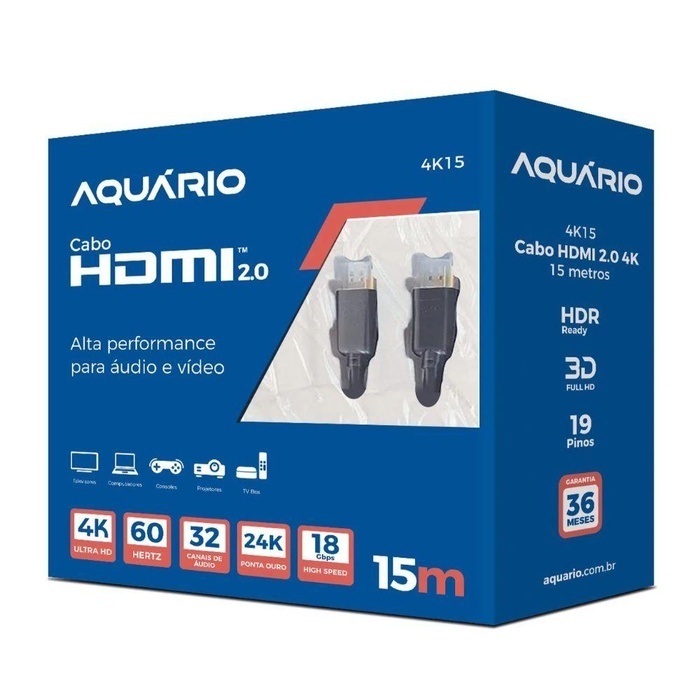 AQUÁRIO
4K15
Cabo
HDMI™ 2.0
Alta performance
para áudio e vídeo
Televisores
Computadores
Consoles
Projetores
TV Box
4K
ULTRA HD
60
HERTZ
32
CANAIS DE
ÁUDIO
24K
PONTA OURO
18
Gbps
HIGH SPEED
15m
AQUÁRIO
4K15
Cabo HDMI 2.0 4K
15 metros
HDR
Ready
3D
FULL HD
19
Pinos
GARANTIA
36
MESES
aquario.com.br